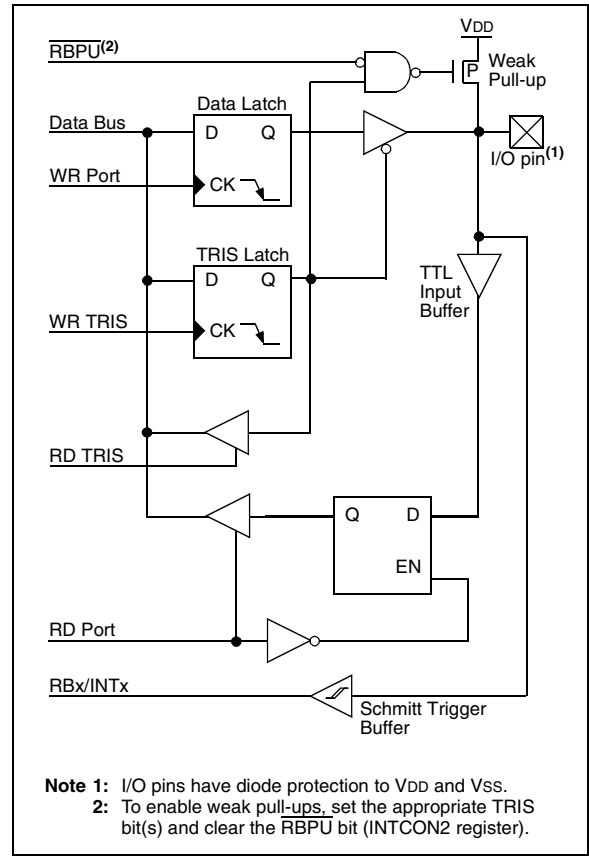 VDD
RBPU(2)
P
Weak
Pull-up
Data Latch
Data Bus
D Q
I/O pin(1)
WR Port
CK
TRIS Latch
D Q
TTL
Input
Buffer
WR TRIS
CK
RD TRIS
Q D
EN
RD Port
RBx/INTx
Schmitt Trigger
Buffer
Note 1: I/O pins have diode protection to VDD and VSS.
2: To enable weak pull-ups, set the appropriate TRIS
bit(s) and clear the RBPU bit (INTCON2 register).